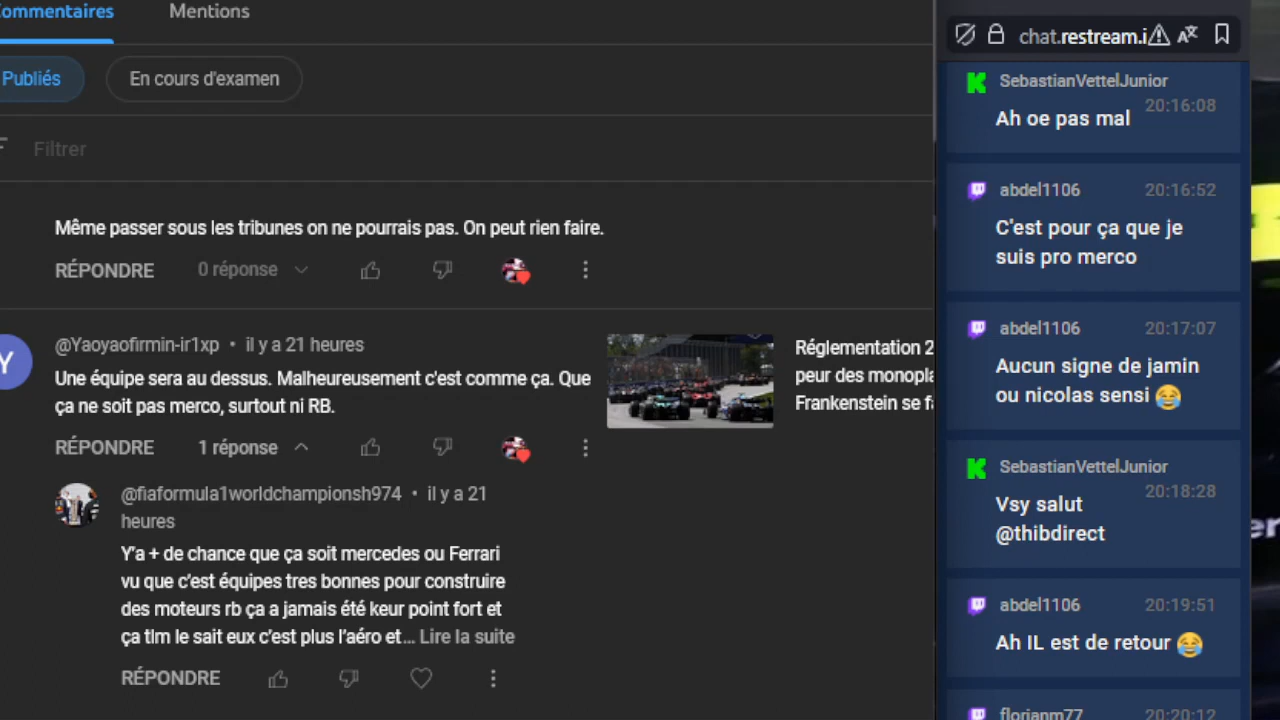 Commentaires
Mentions
Publiés
En cours d'examen
Filtrer
Même passer sous les tribunes on ne pourrais pas. On peut rien faire.
RÉPONDRE
0 réponse
@Yaoyaofirmin-ir1xp • il y a 21 heures
Une équipe sera au dessus. Malheureusement c'est comme ça. Que
ça ne soit pas merco, surtout ni RB.
RÉPONDRE
1 réponse
Y
Réglementation 2
peur des monopla
Frankenstein se f
@fiaformula1worldchampionsh974 • il y a 21
heures
Y'a + de chance que ça soit mercedes ou Ferrari
vu que c'est équipes tres bonnes pour construire
des moteurs rb ça a jamais été keur point fort et
ça tlm le sait eux c'est plus l'aéro et... Lire la suite
RÉPONDRE
chat.restream.i
SebastianVettelJunior
20:16:08
Ah oe pas mal
abdel1106
20:16:52
C'est pour ça que je
suis pro merco
abdel1106
20:17:07
Aucun signe de jamin
ou nicolas sensi 😂
SebastianVettelJunior
20:18:28
Vsy salut
@thibdirect
abdel1106
20:19:51
Ah IL est de retour 😂
florianm77
20:20:12